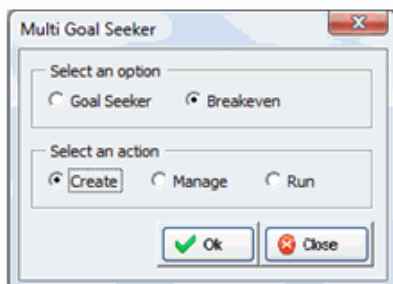 Multi Goal Seeker
Select an option
Goal Seeker Breakeven
Select an action
Create Manage Run
Ok Close